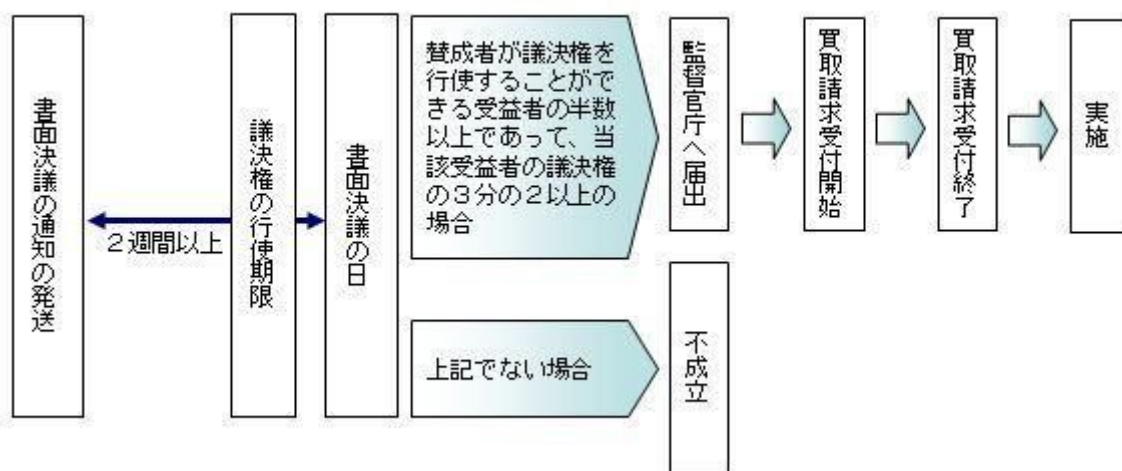 書面決議の通知の発送
２週間以上
議決権の行使期限
書面決議の日
賛成者が議決権を
行使することがで
きる受益者の半数
以上であって、当
該受益者の議決権
の３分の２以上の
場合
監督官庁へ届出
買取請求受付開始
買取請求受付終了
実施
上記でない場合
不成立